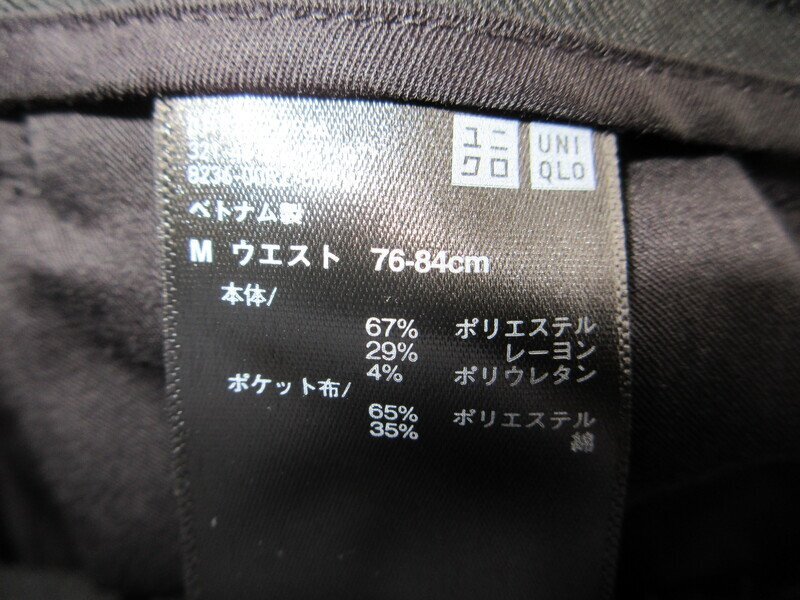 ユニ
クロ
UNI
QLO
ベトナム製
M ウエスト 76-84cm
本体/
67% ポリエステル
29% レーヨン
4% ポリウレタン
ポケット布/
65% ポリエステル
35% 綿